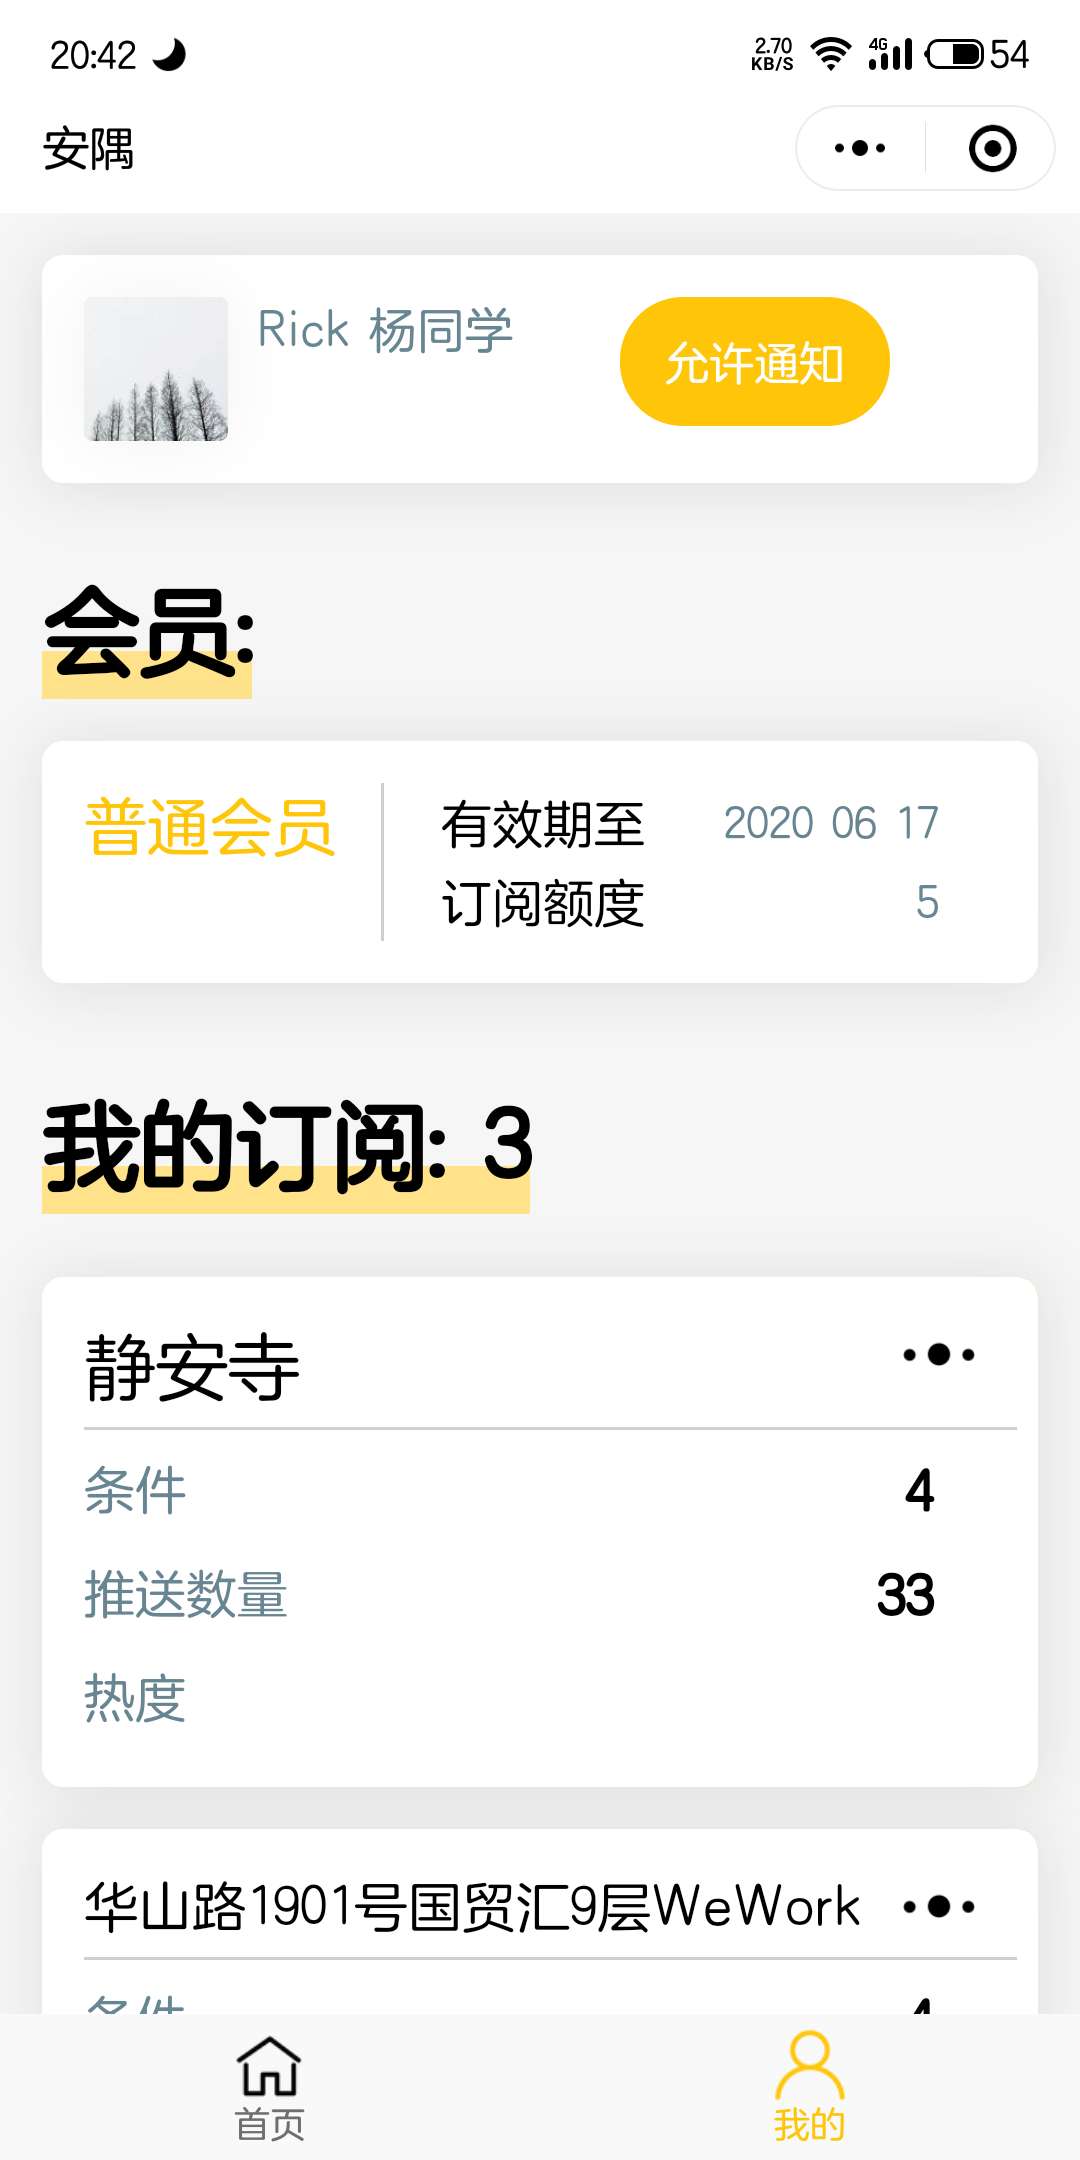 20:42 2.70 KB/S 4G 54
安隅
Rick 杨同学 允许通知
会员:
普通会员 有效期至 2020 06 17
订阅额度 5
我的订阅: 3
静安寺
条件 4
推送数量 33
热度
华山路1901号国贸汇9层WeWork
条件 4
首页 我的